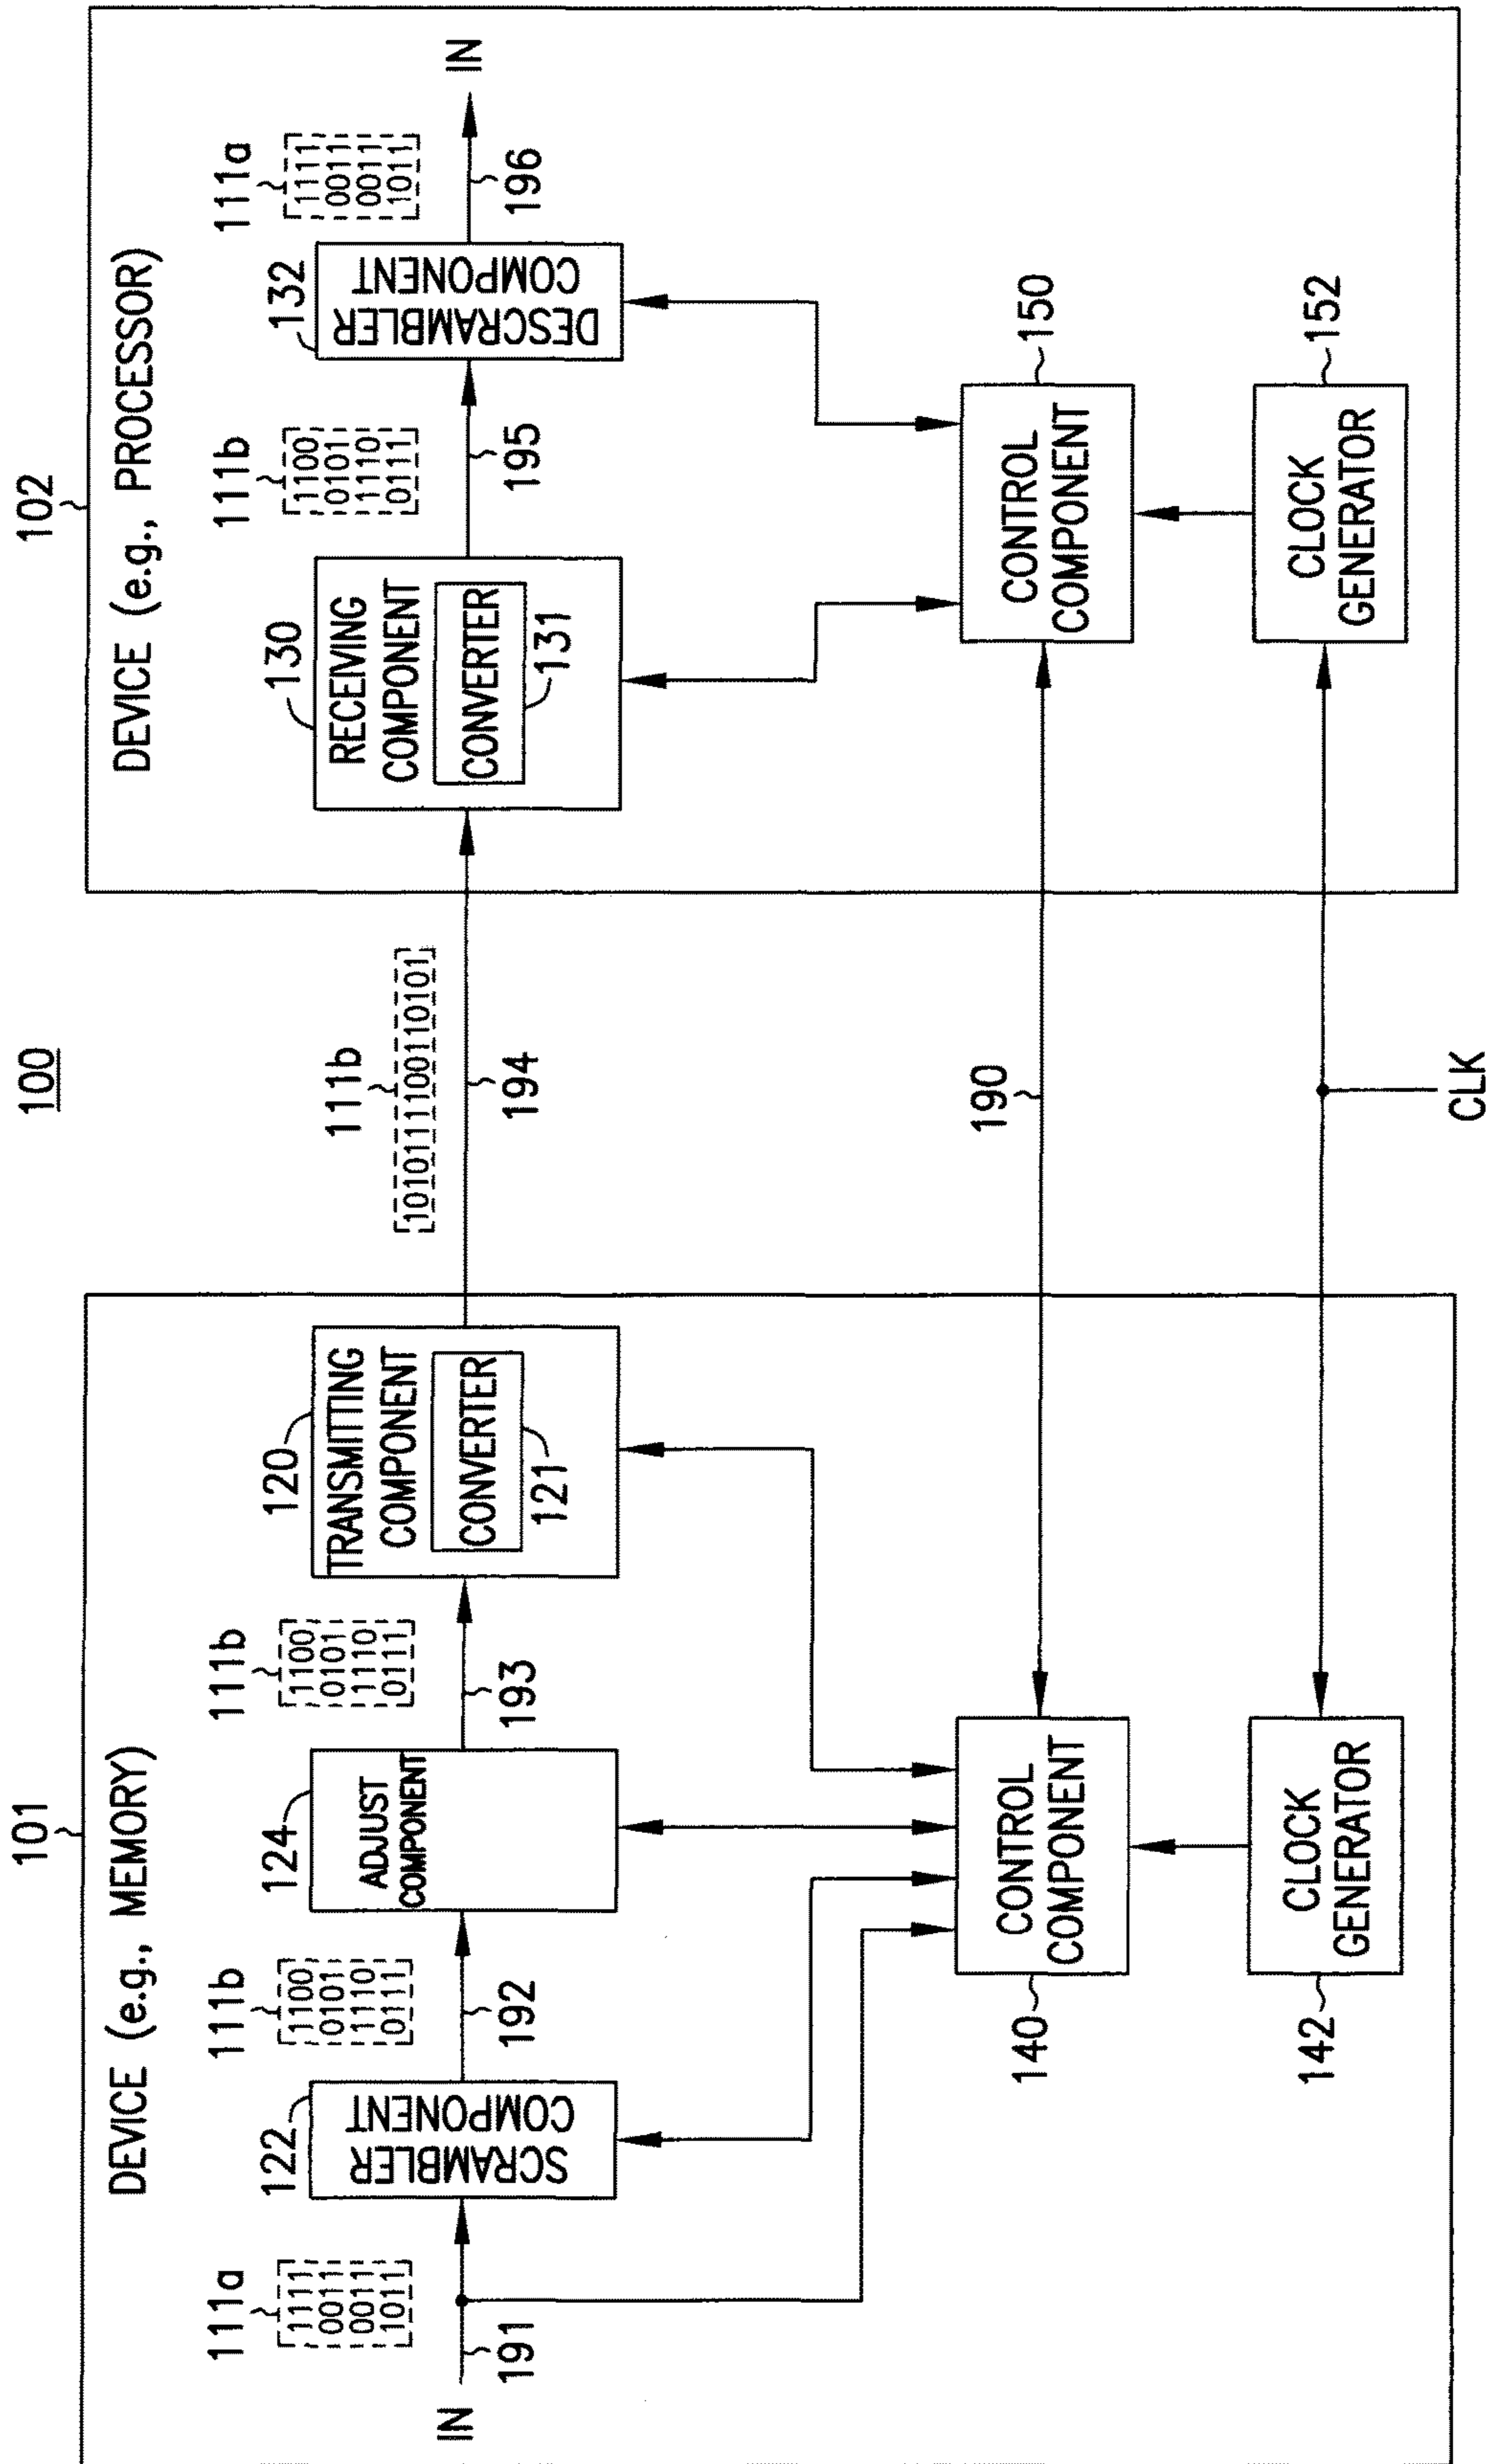 100
101
DEVICE (e.g., MEMORY)
111a
1111
0011
0011
1011
IN
191
122
SCRAMBLER
COMPONENT
111b
1100
0101
1110
0111
192
124
ADJUST
COMPONENT
111b
1100
0101
1110
0111
193
120
TRANSMITTING
COMPONENT
CONVERTER
121
140
CONTROL
COMPONENT
142
CLOCK
GENERATOR
111b
1010111100110101
194
190
CLK
102
DEVICE (e.g., PROCESSOR)
130
RECEIVING
COMPONENT
CONVERTER
131
111b
1100
0101
1110
0111
195
132
DESCRAMBLER
COMPONENT
111a
1111
0011
0011
1011
196
IN
150
CONTROL
COMPONENT
152
CLOCK
GENERATOR